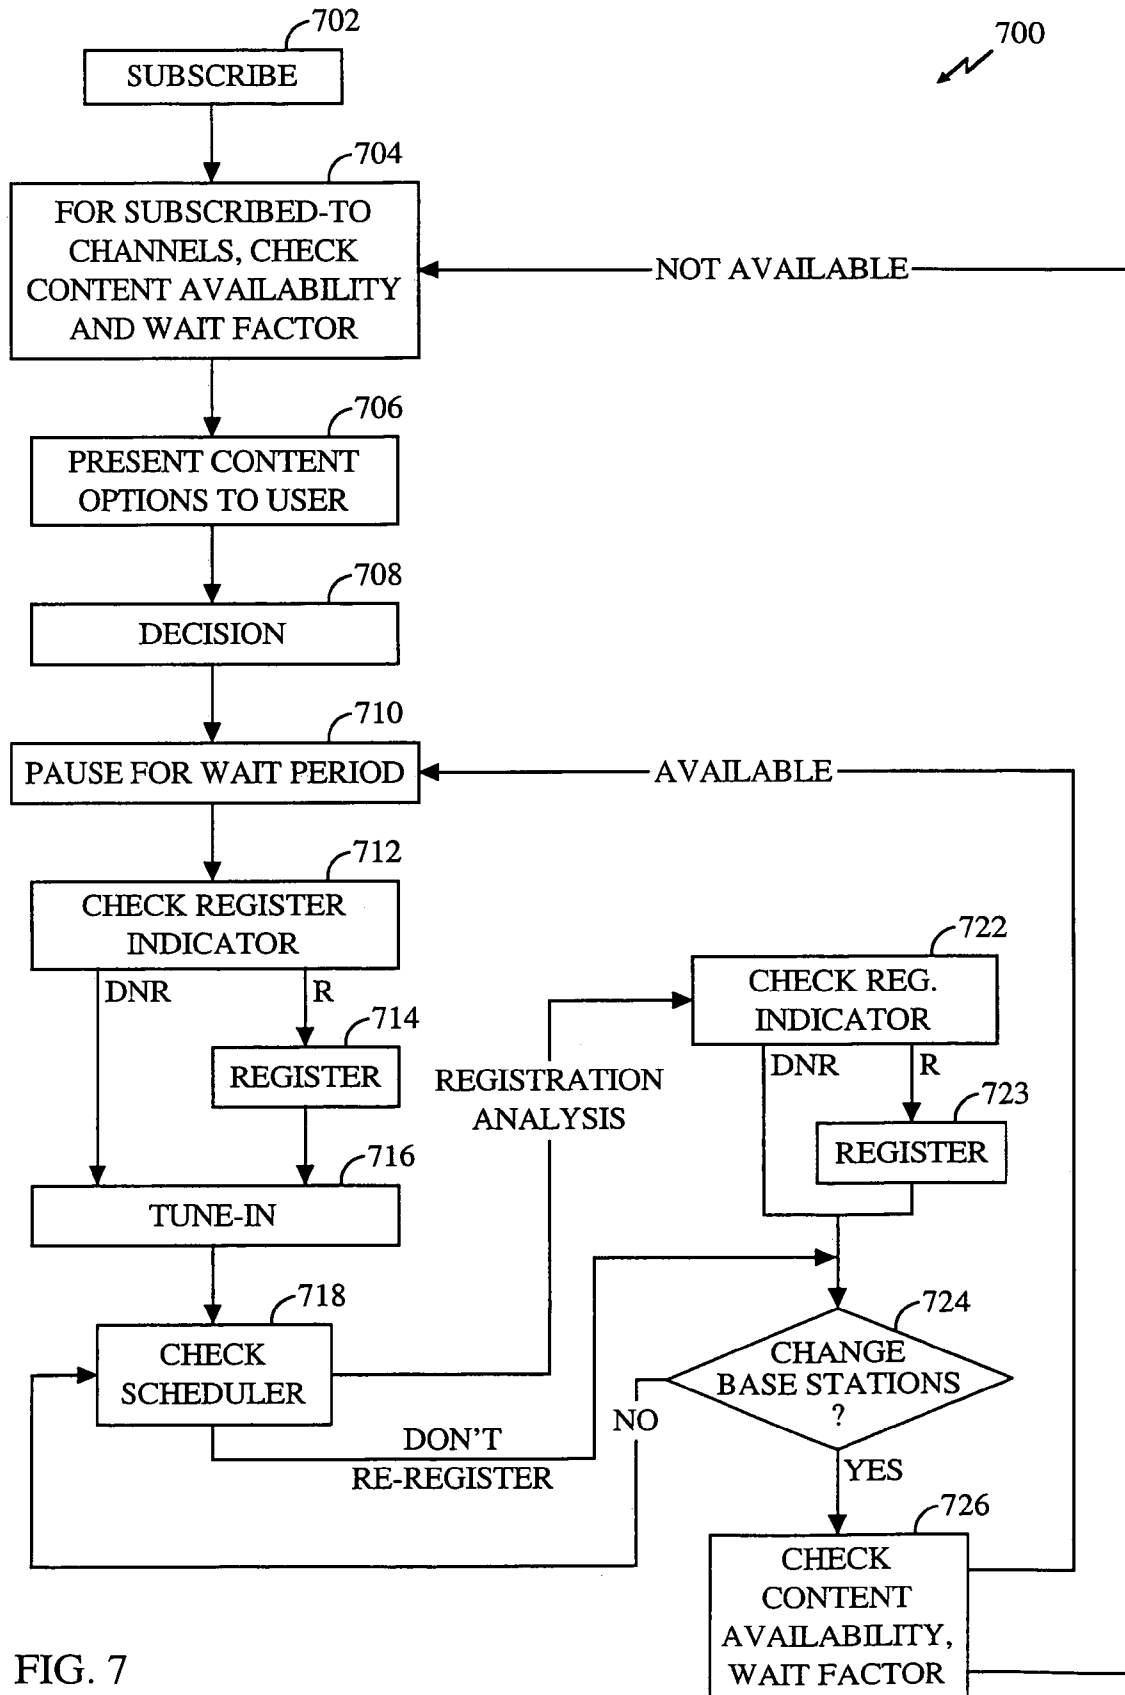 702
700
SUBSCRIBE
704
FOR SUBSCRIBED-TO
CHANNELS, CHECK
CONTENT AVAILABILITY
AND WAIT FACTOR
NOT AVAILABLE
706
PRESENT CONTENT
OPTIONS TO USER
708
DECISION
710
PAUSE FOR WAIT PERIOD
AVAILABLE
712
CHECK REGISTER
INDICATOR
DNR
R
714
REGISTER
716
TUNE-IN
718
CHECK
SCHEDULER
REGISTRATION
ANALYSIS
DON'T
RE-REGISTER
722
CHECK REG.
INDICATOR
DNR
R
723
REGISTER
724
CHANGE
BASE STATIONS
?
NO
YES
726
CHECK
CONTENT
AVAILABILITY,
WAIT FACTOR
FIG. 7